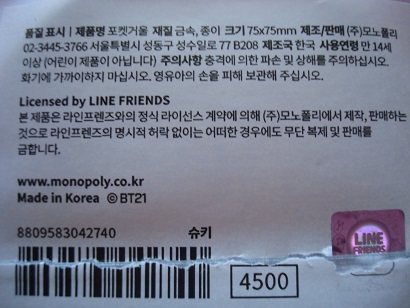 품질 표시 | 제품명 포켓거울 재질 금속, 종이 크기 75x75mm 제조/판매 (주)모노폴리
02-3445-3766 서울특별시 성동구 성수일로 77 B208 제조국 한국 사용연령 만 14세
이상 (어린이 제품이 아닙니다) 주의사항 충격에 의한 파손 및 상해를 주의하십시오.
화기에 가까이하지 마십시오. 영유아의 손을 피해 보관해 주십시오.
Licensed by LINE FRIENDS
본 제품은 라인프렌즈와의 정식 라이선스 계약에 의해 (주)모노폴리에서 제작, 판매하는
것으로 라인프렌즈의 명시적 허락 없이는 어떠한 경우에도 무단 복제 및 판매를
금합니다.
www.monopoly.co.kr
Made in Korea ©BT21
8809583042740 슈키
LINE
FRIENDS
4500